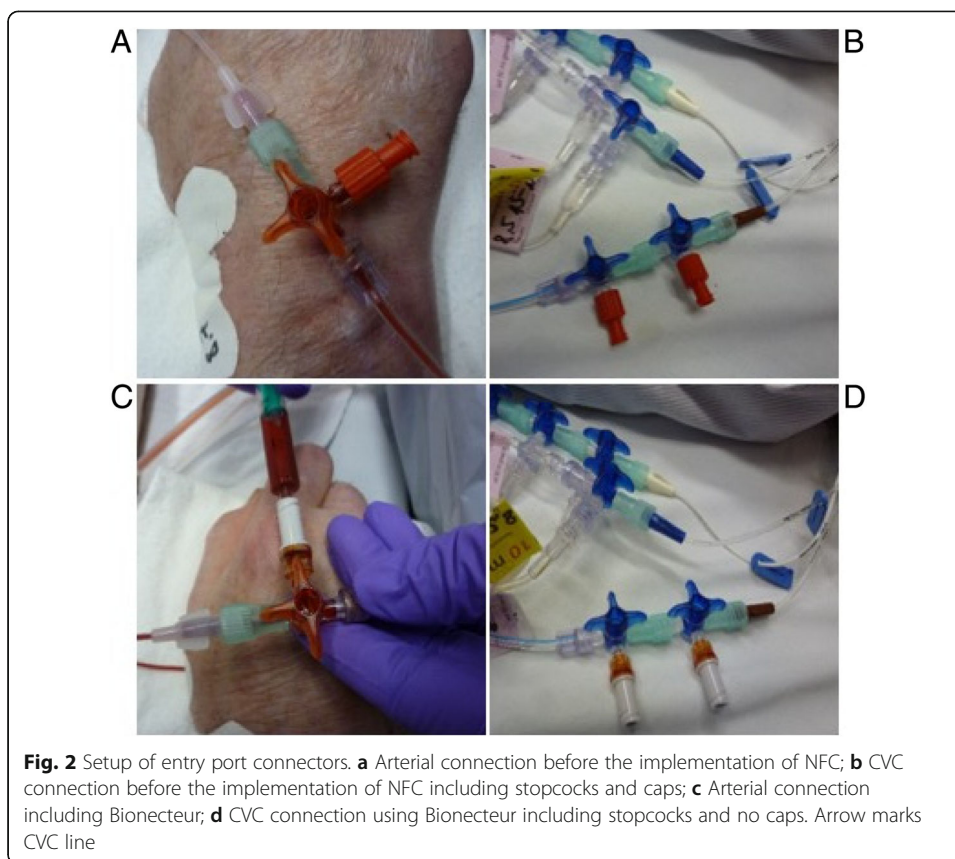 A
B
C
D
Fig. 2 Setup of entry port connectors. a Arterial connection before the implementation of NFC; b CVC
connection before the implementation of NFC including stopcocks and caps; c Arterial connection
including Bionecteur; d CVC connection using Bionecteur including stopcocks and no caps. Arrow marks
CVC line